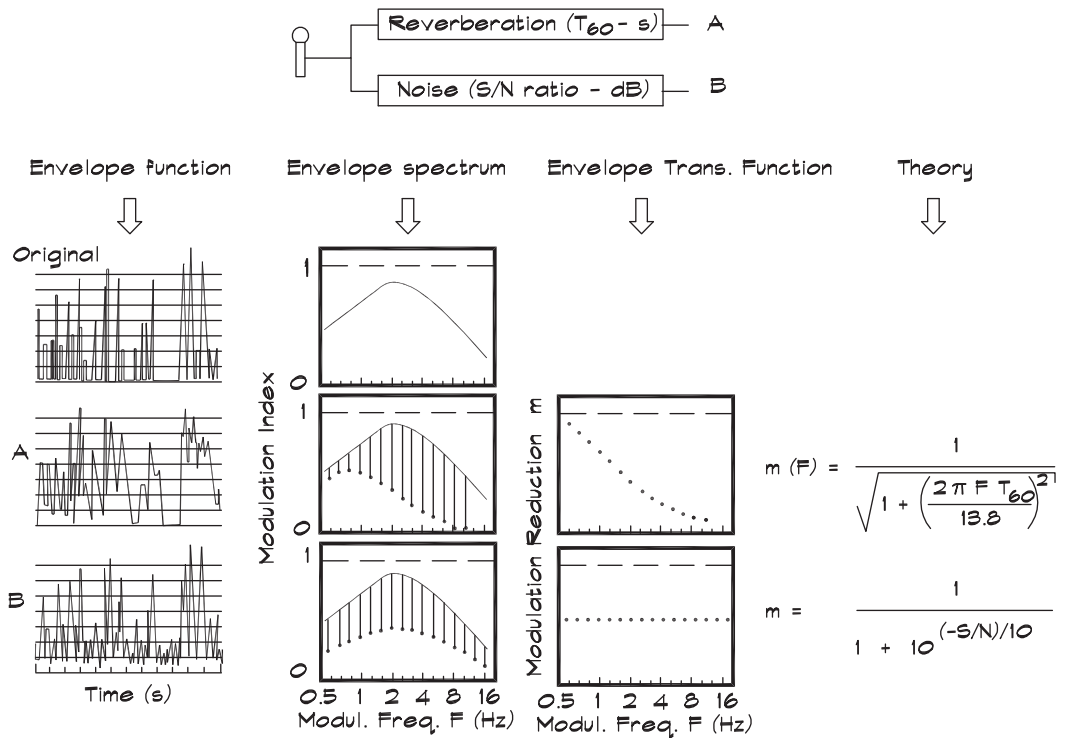 Reverberation (T60 - s) A
Noise (S/N ratio - dB) B
Envelope function Envelope spectrum Envelope Trans. Function Theory
Original
1
0
A
1
0
B
1
0
Time (s)
Modulation Index
0.5 1 2 4 8 16
Modul. Freq. F (Hz)
Modulation Reduction m
0.5 1 2 4 8 16
Modul. Freq. F (Hz)
m (F) = 1 / √(1 + (2 π F T60 / 13.8)²)
m = 1 / (1 + 10^(-S/N)/10)